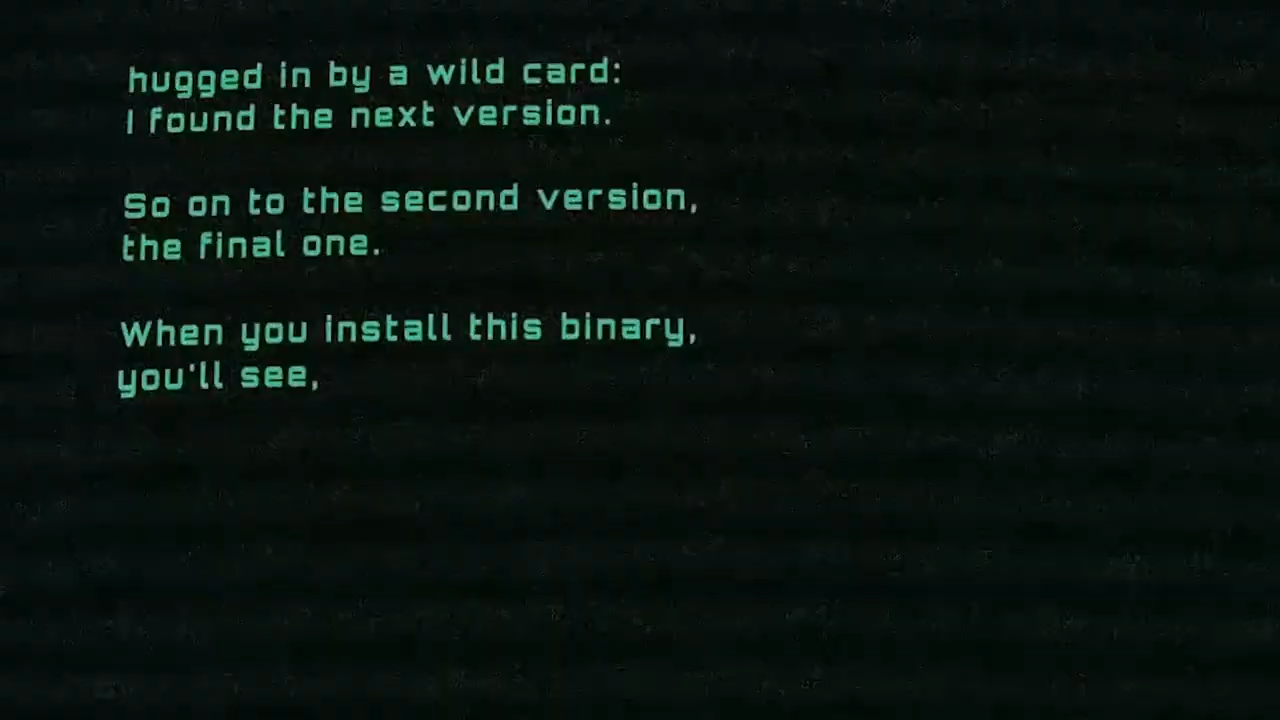 hugged in by a wild card:
I found the next version.
So on to the second version,
the final one.
When you install this binary,
you'll see,